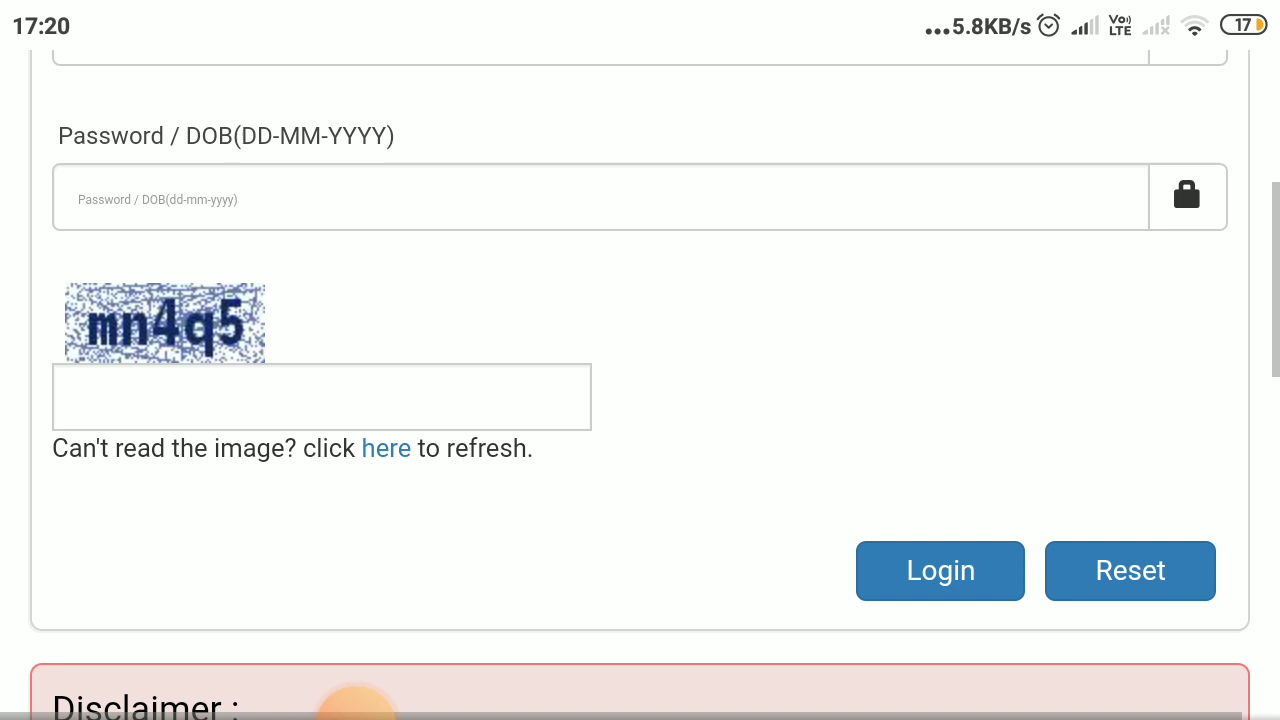 17:20
...5.8KB/s Vo) LTE 17
Password / DOB(DD-MM-YYYY)
Password / DOB(dd-mm-yyyy)
mn4q5
Can't read the image? click here to refresh.
Login Reset
Disclaimer :